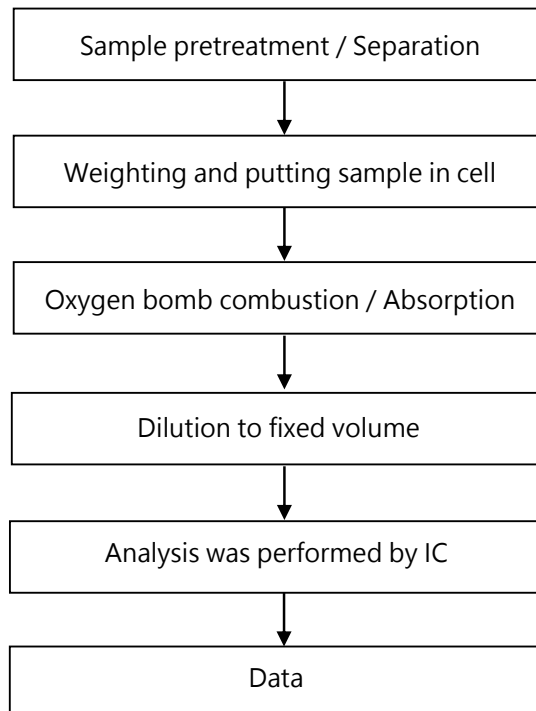 Sample pretreatment / Separation
Weighting and putting sample in cell
Oxygen bomb combustion / Absorption
Dilution to fixed volume
Analysis was performed by IC
Data